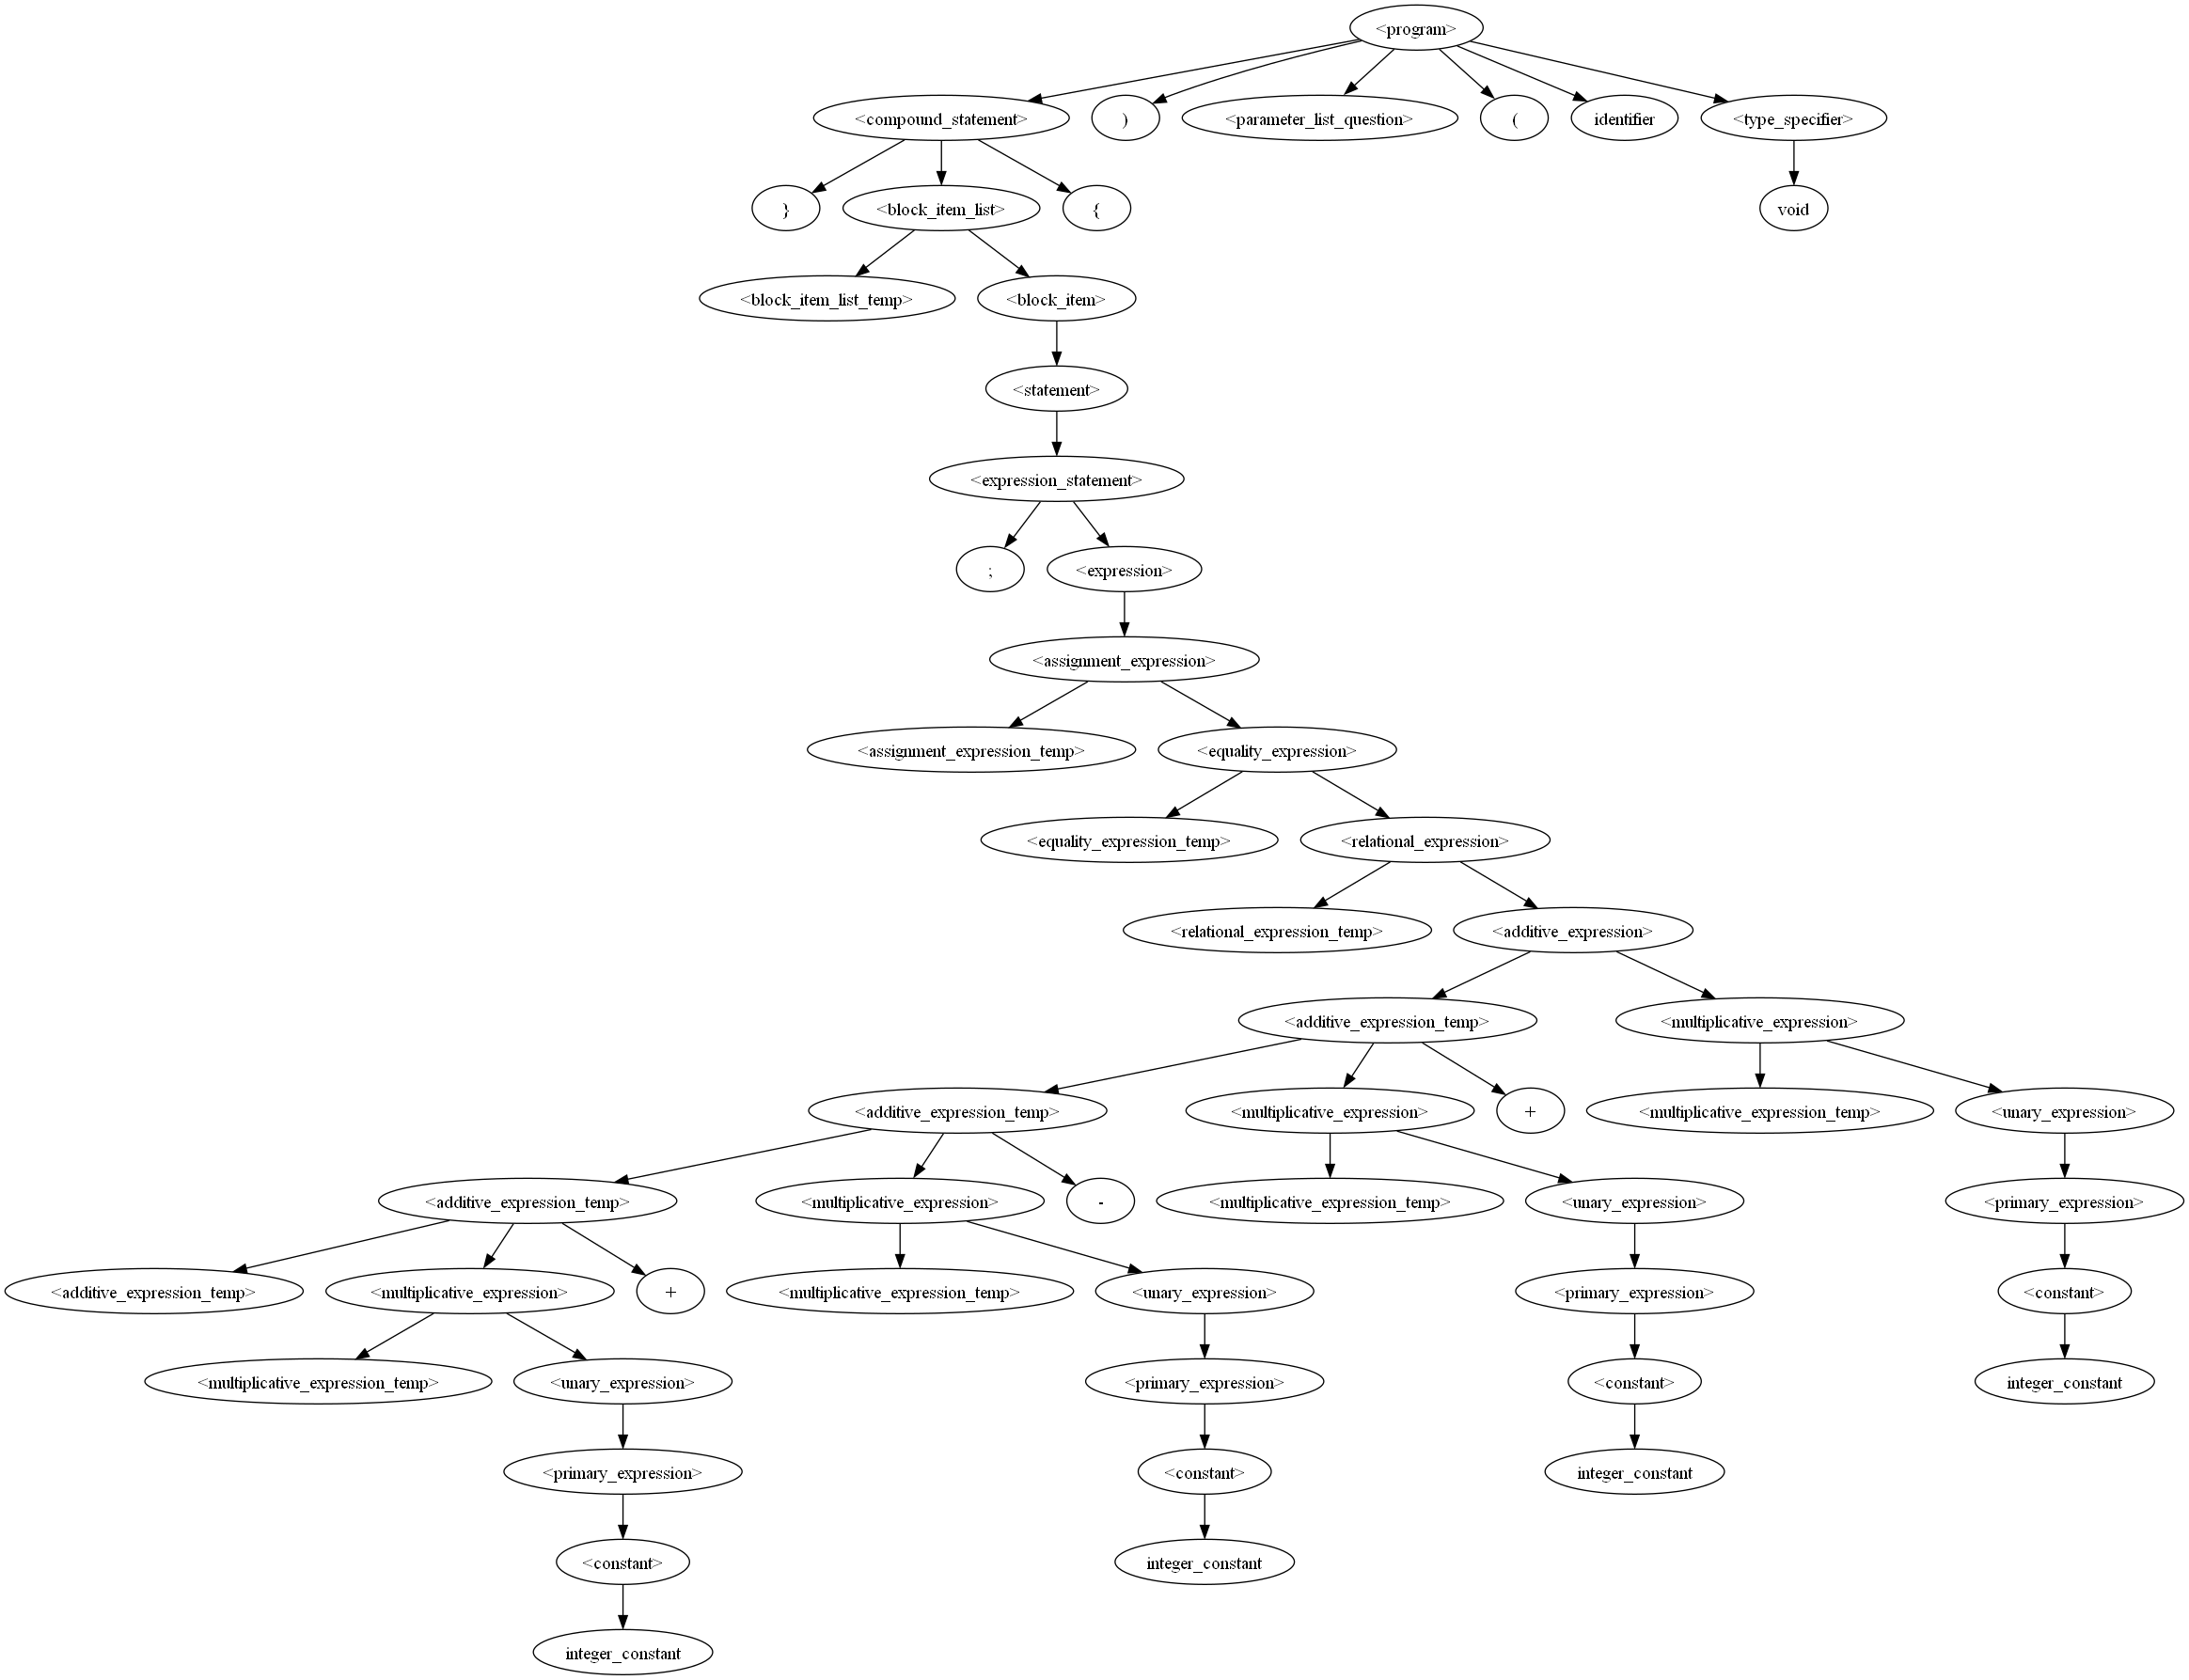 <program>
<compound_statement>
)
<parameter_list_question>
(
identifier
<type_specifier>
}
<block_item_list>
{
void
<block_item_list_temp>
<block_item>
<statement>
<expression_statement>
;
<expression>
<assignment_expression>
<assignment_expression_temp>
<equality_expression>
<equality_expression_temp>
<relational_expression>
<relational_expression_temp>
<additive_expression>
<additive_expression_temp>
<multiplicative_expression>
<additive_expression_temp>
<multiplicative_expression>
+
<multiplicative_expression_temp>
<unary_expression>
<additive_expression_temp>
<multiplicative_expression>
-
<multiplicative_expression_temp>
<unary_expression>
<primary_expression>
<additive_expression_temp>
<multiplicative_expression>
+
<multiplicative_expression_temp>
<unary_expression>
<primary_expression>
<constant>
<multiplicative_expression_temp>
<unary_expression>
<primary_expression>
<constant>
integer_constant
<primary_expression>
<constant>
integer_constant
<constant>
integer_constant
integer_constant